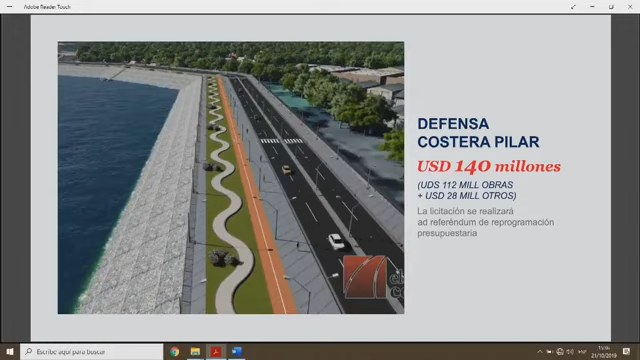 Adobe Reader Touch
DEFENSA
COSTERA PILAR
USD 140 millones
(UDS 112 MILL OBRAS
+ USD 28 MILL OTROS)
La licitación se realizará
ad referéndum de reprogramación
presupuestaria
Escribe aquí para buscar
ESP
21/10/2019